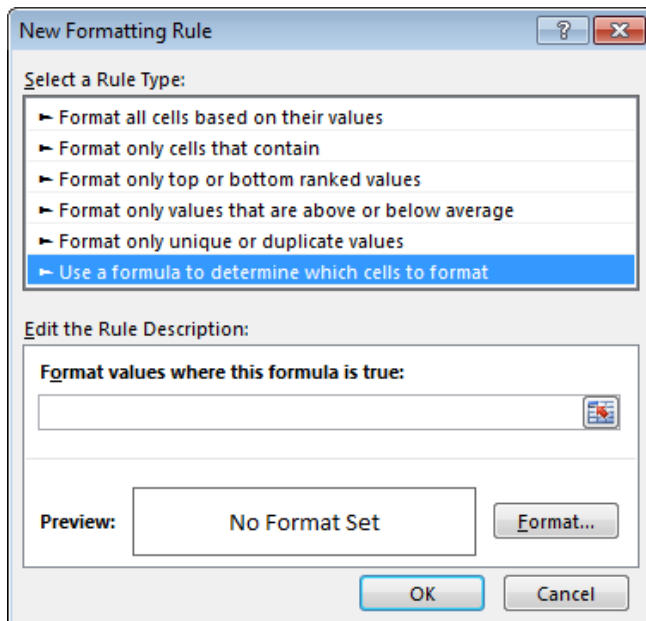 New Formatting Rule
Select a Rule Type:
► Format all cells based on their values
► Format only cells that contain
► Format only top or bottom ranked values
► Format only values that are above or below average
► Format only unique or duplicate values
► Use a formula to determine which cells to format
Edit the Rule Description:
Format values where this formula is true:
Preview: No Format Set Format...
OK Cancel